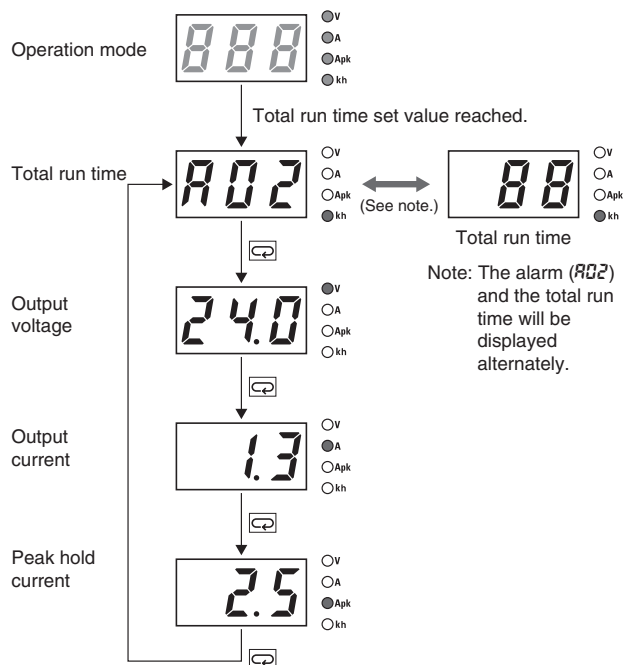 Operation mode
888
V
A
Apk
kh
Total run time set value reached.
Total run time
A02
V
A
Apk
kh
(See note.)
88
V
A
Apk
kh
Total run time
Note: The alarm (A02)
and the total run
time will be
displayed
alternately.
Output
voltage
24.0
V
A
Apk
kh
Output
current
1.3
V
A
Apk
kh
Peak hold
current
2.5
V
A
Apk
kh